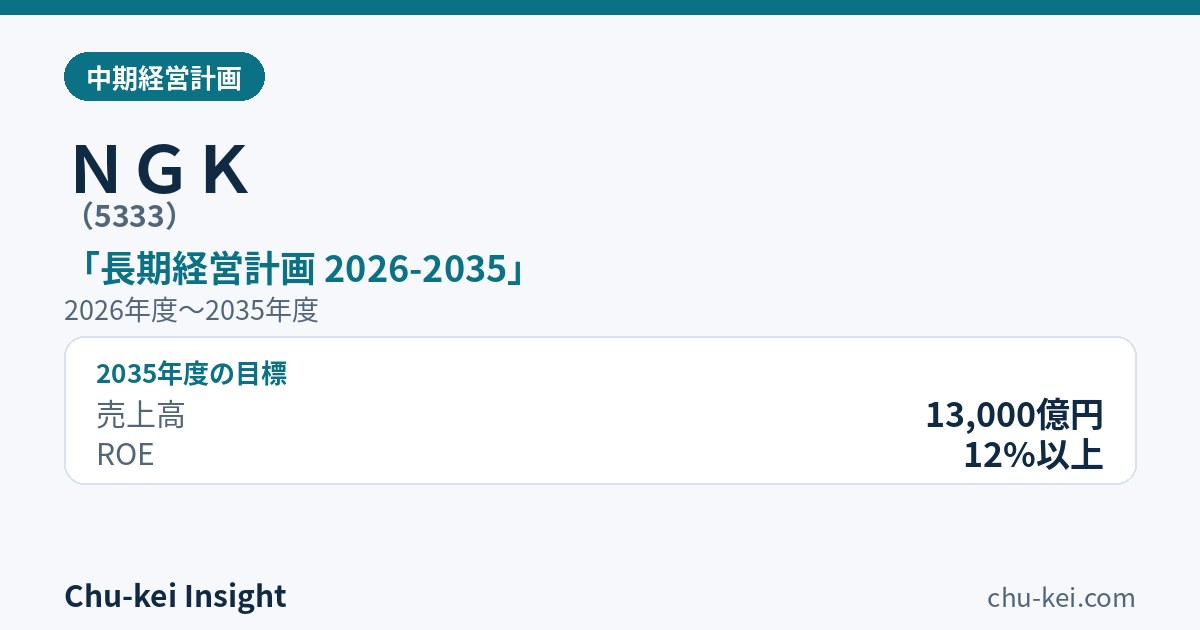 中期経営計画
ＮＧＫ
（5333）
「長期経営計画 2026-2035」
2026年度〜2035年度
2035年度の目標
売上高 13,000億円
ROE 12%以上
Chu-kei Insight chu-kei.com